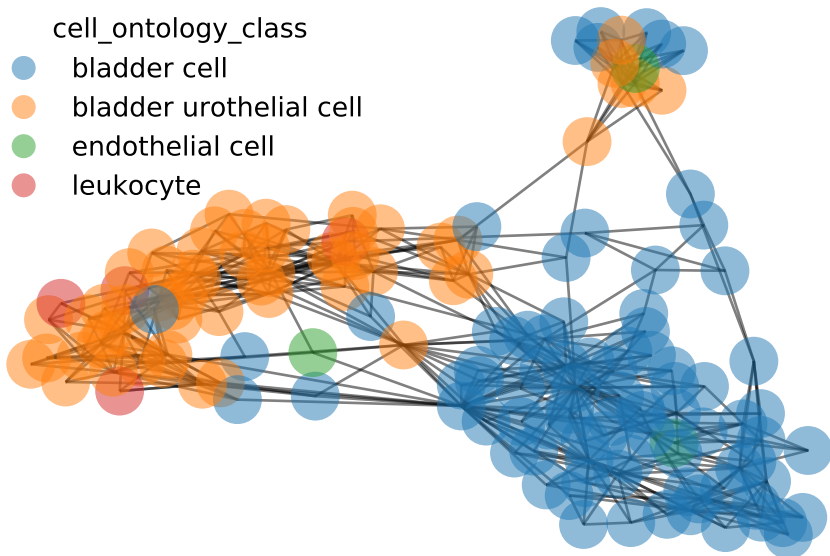 cell_ontology_class
bladder cell
bladder urothelial cell
endothelial cell
leukocyte